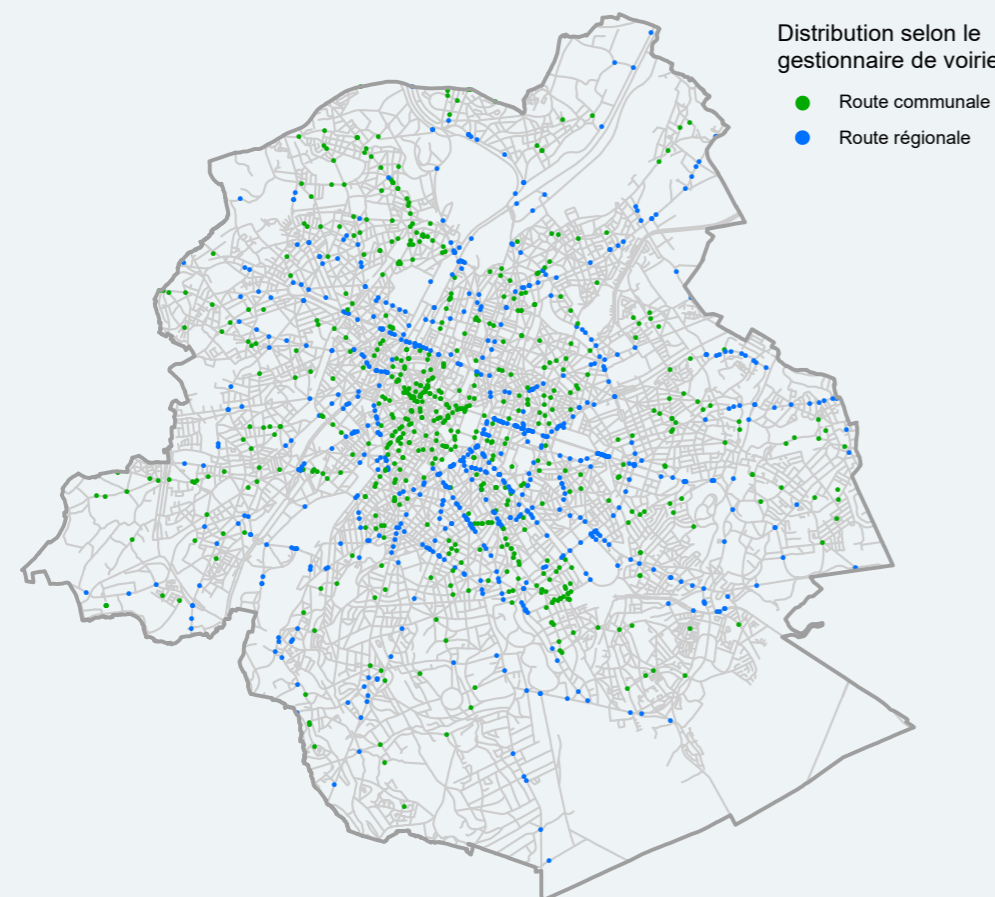 Distribution selon le
gestionnaire de voirie
Route communale
Route régionale